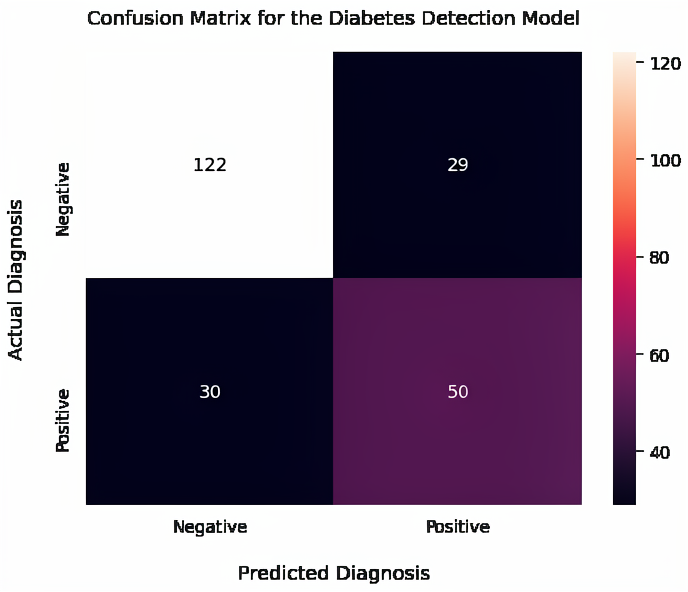 Confusion Matrix for the Diabetes Detection Model
Actual Diagnosis
Negative
122
29
Positive
30
50
Negative
Positive
Predicted Diagnosis
120
100
80
60
40